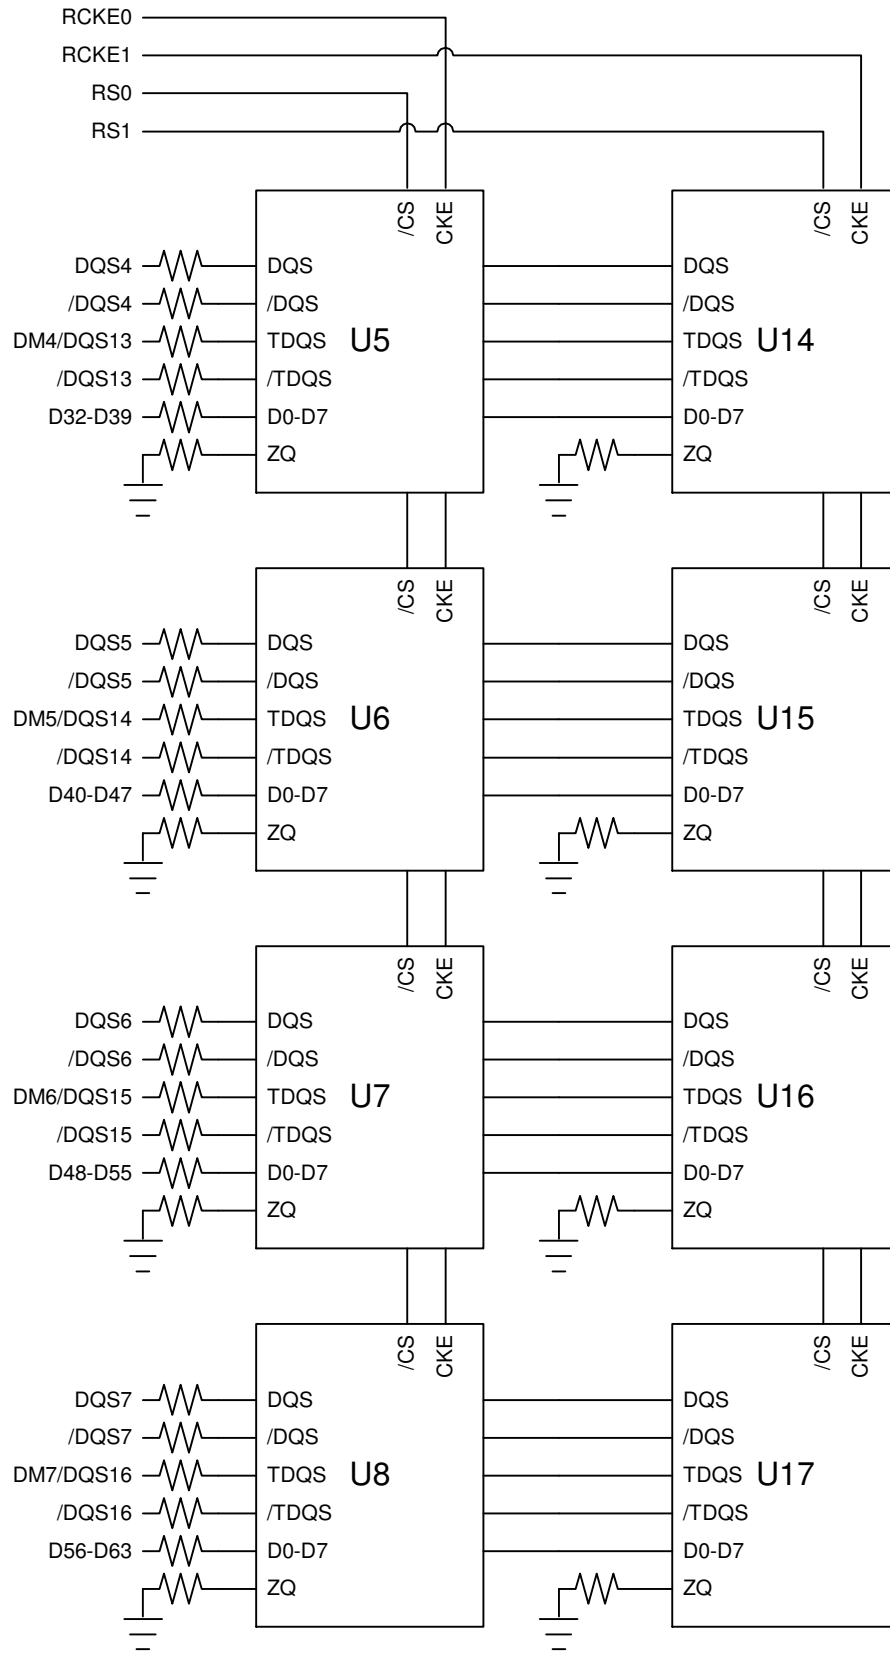 RCKE0
RCKE1
RS0
RS1
/CS CKE /CS CKE
DQS4 DQS DQS
/DQS4 /DQS /DQS
DM4/DQS13 TDQS U5 TDQS U14
/DQS13 /TDQS /TDQS
D32-D39 D0-D7 D0-D7
ZQ ZQ
/CS CKE /CS CKE
DQS5 DQS DQS
/DQS5 /DQS /DQS
DM5/DQS14 TDQS U6 TDQS U15
/DQS14 /TDQS /TDQS
D40-D47 D0-D7 D0-D7
ZQ ZQ
/CS CKE /CS CKE
DQS6 DQS DQS
/DQS6 /DQS /DQS
DM6/DQS15 TDQS U7 TDQS U16
/DQS15 /TDQS /TDQS
D48-D55 D0-D7 D0-D7
ZQ ZQ
/CS CKE /CS CKE
DQS7 DQS DQS
/DQS7 /DQS /DQS
DM7/DQS16 TDQS U8 TDQS U17
/DQS16 /TDQS /TDQS
D56-D63 D0-D7 D0-D7
ZQ ZQ